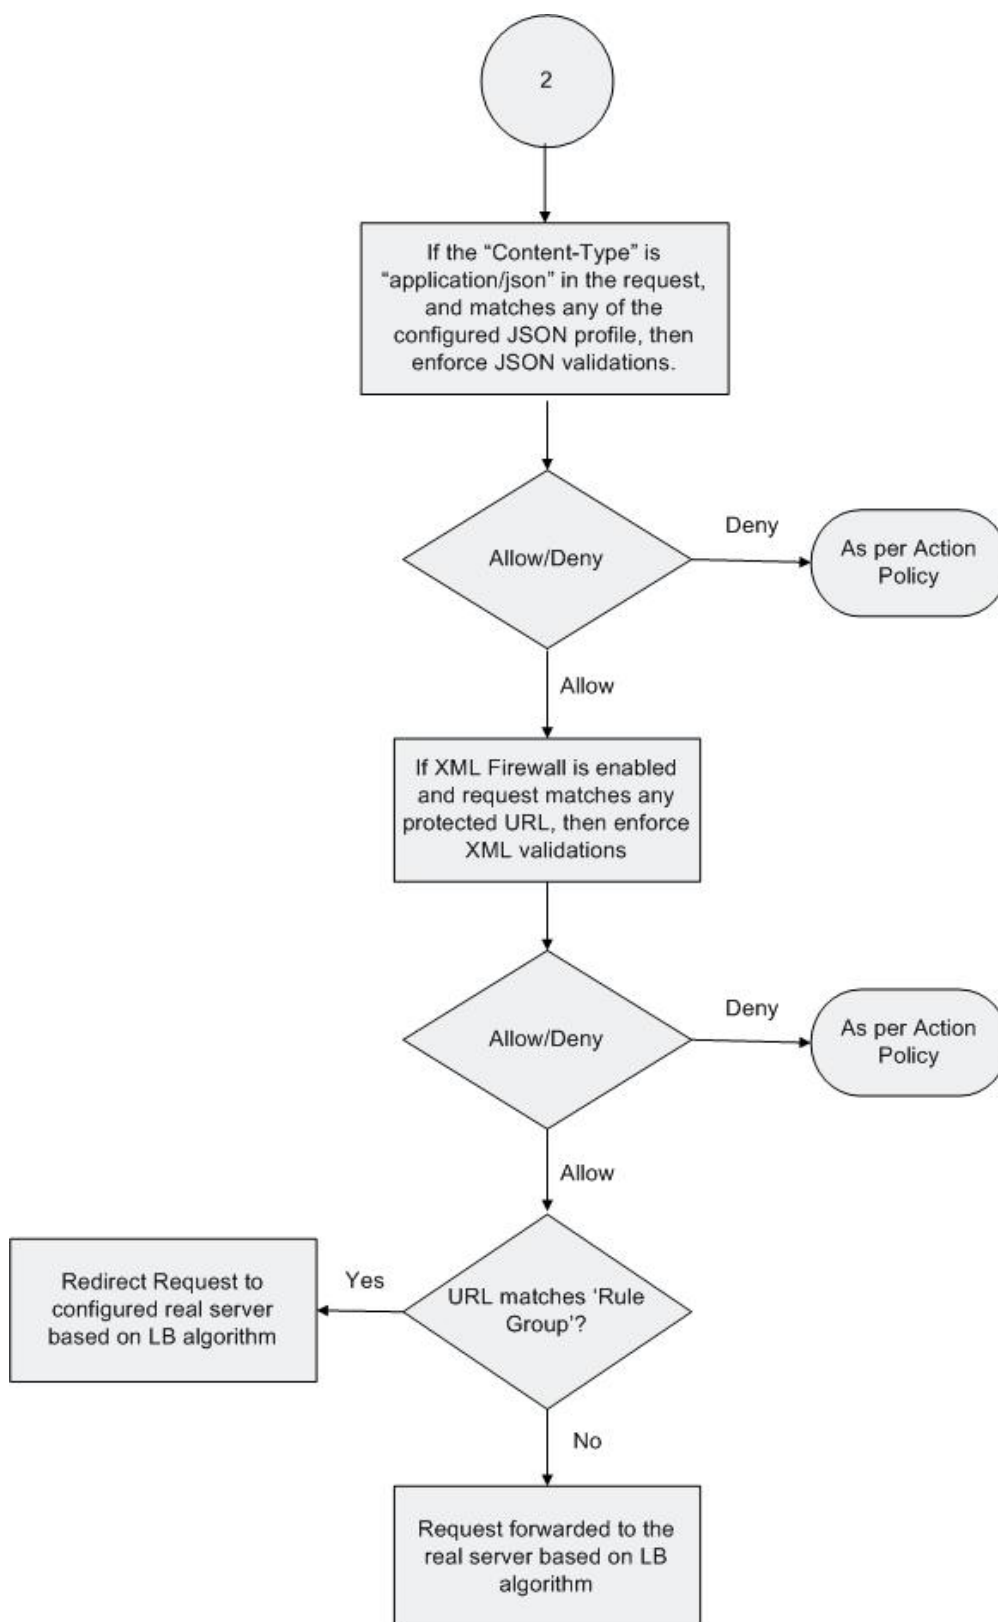 2
If the “Content-Type” is
“application/json” in the request,
and matches any of the
configured JSON profile, then
enforce JSON validations.
Allow/Deny
Deny
As per Action
Policy
Allow
If XML Firewall is enabled
and request matches any
protected URL, then enforce
XML validations
Allow/Deny
Deny
As per Action
Policy
Allow
URL matches ‘Rule
Group’?
Yes
Redirect Request to
configured real server
based on LB algorithm
No
Request forwarded to the
real server based on LB
algorithm